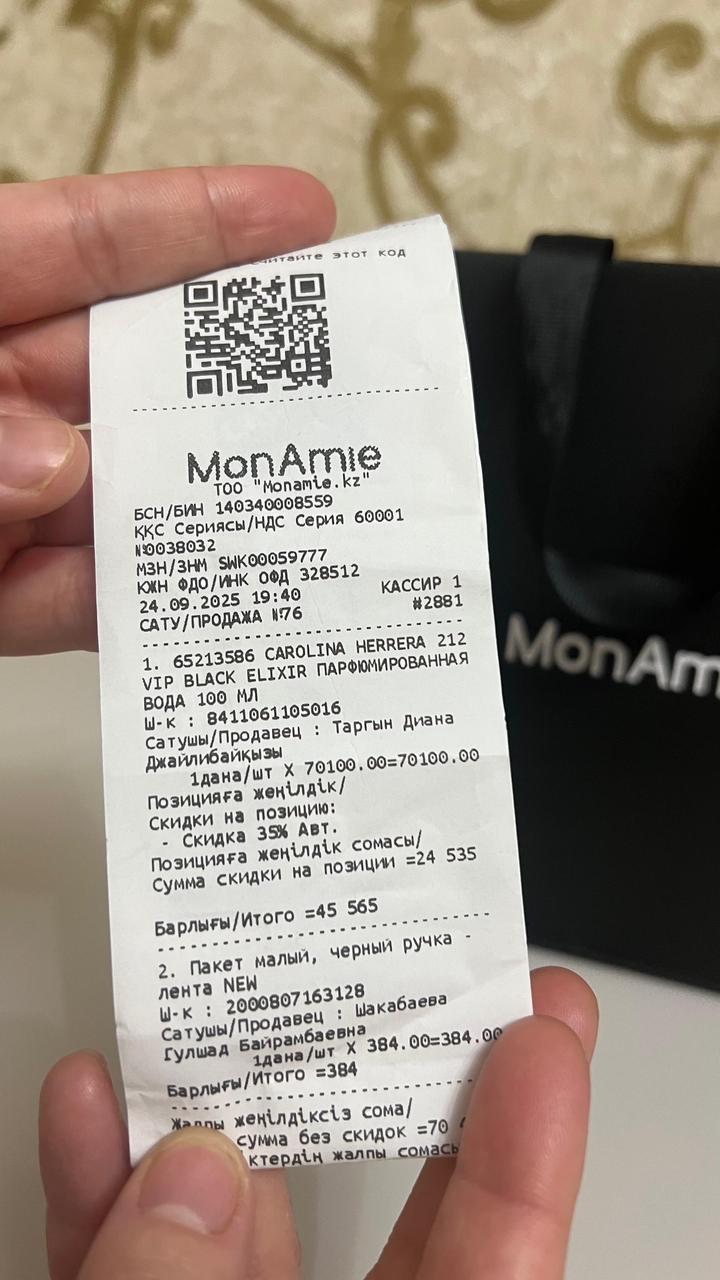 считайте этот код
MonAmie
ТОО "Monamie.kz"
БСН/БИН 140340008559
ҚҚС Сериясы/НДС Серия 60001
№0038032
МЗН/ЗНМ SWK00059777
КЖН ФДО/ИНК ОФД 328512
24.09.2025 19:40 КАССИР 1
САТУ/ПРОДАЖА №76 #2881
1. 65213586 CAROLINA HERRERA 212
VIP BLACK ELIXIR ПАРФЮМИРОВАННАЯ
ВОДА 100 МЛ
Ш-к : 8411061105016
Сатушы/Продавец : Таргын Диана
Джайлибайқызы
1дана/шт X 70100.00=70100.00
Позицияға жеңілдік/
Скидки на позицию:
- Скидка 35% Авт.
Позицияға жеңілдік сомасы/
Сумма скидки на позиции =24 535
Барлығы/Итого =45 565
2. Пакет малый, черный ручка -
лента NEW
Ш-к : 2000807163128
Сатушы/Продавец : Шакабаева
Гулшад Байрамбаевна
1дана/шт X 384.00=384.00
Барлығы/Итого =384
Жалпы жеңілдіксіз сома/
сумма без скидок =70
ктердің жалпы сомасы
MonAm